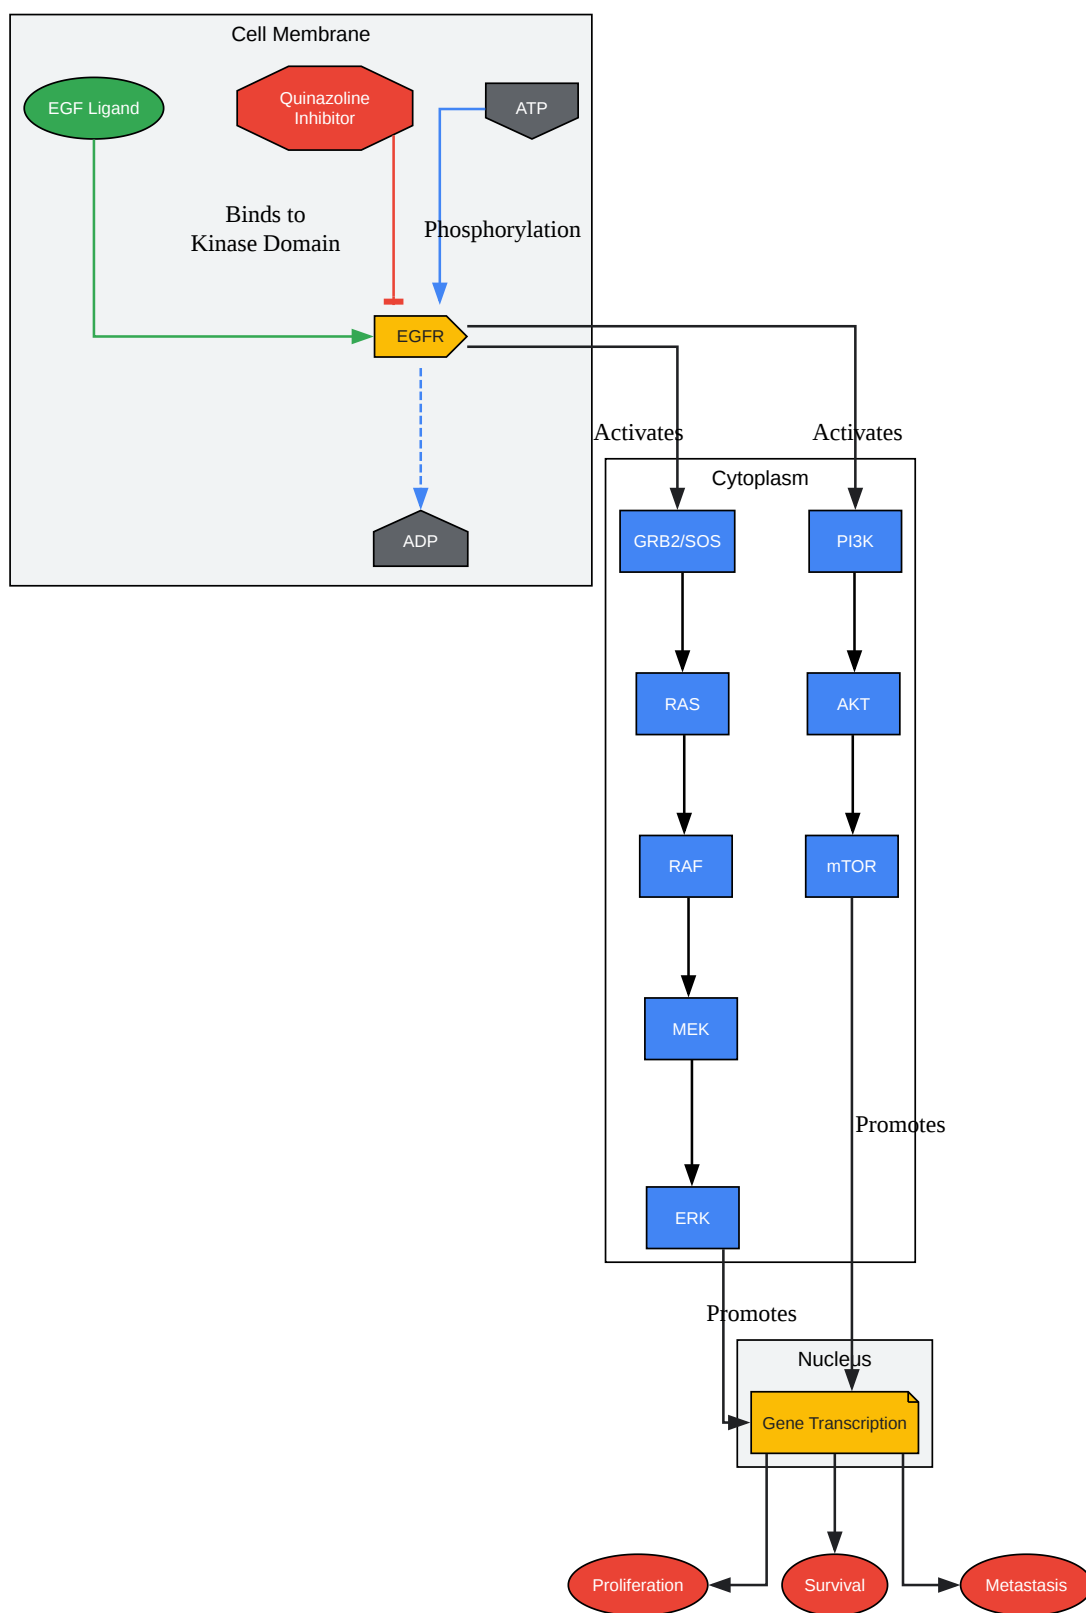 Cell Membrane
EGF Ligand
Quinazoline
Inhibitor
ATP
Binds to
Kinase Domain
Phosphorylation
EGFR
Activates
Activates
Cytoplasm
ADP
GRB2/SOS
PI3K
RAS
AKT
RAF
mTOR
MEK
Promotes
ERK
Promotes
Nucleus
Gene Transcription
Proliferation
Survival
Metastasis